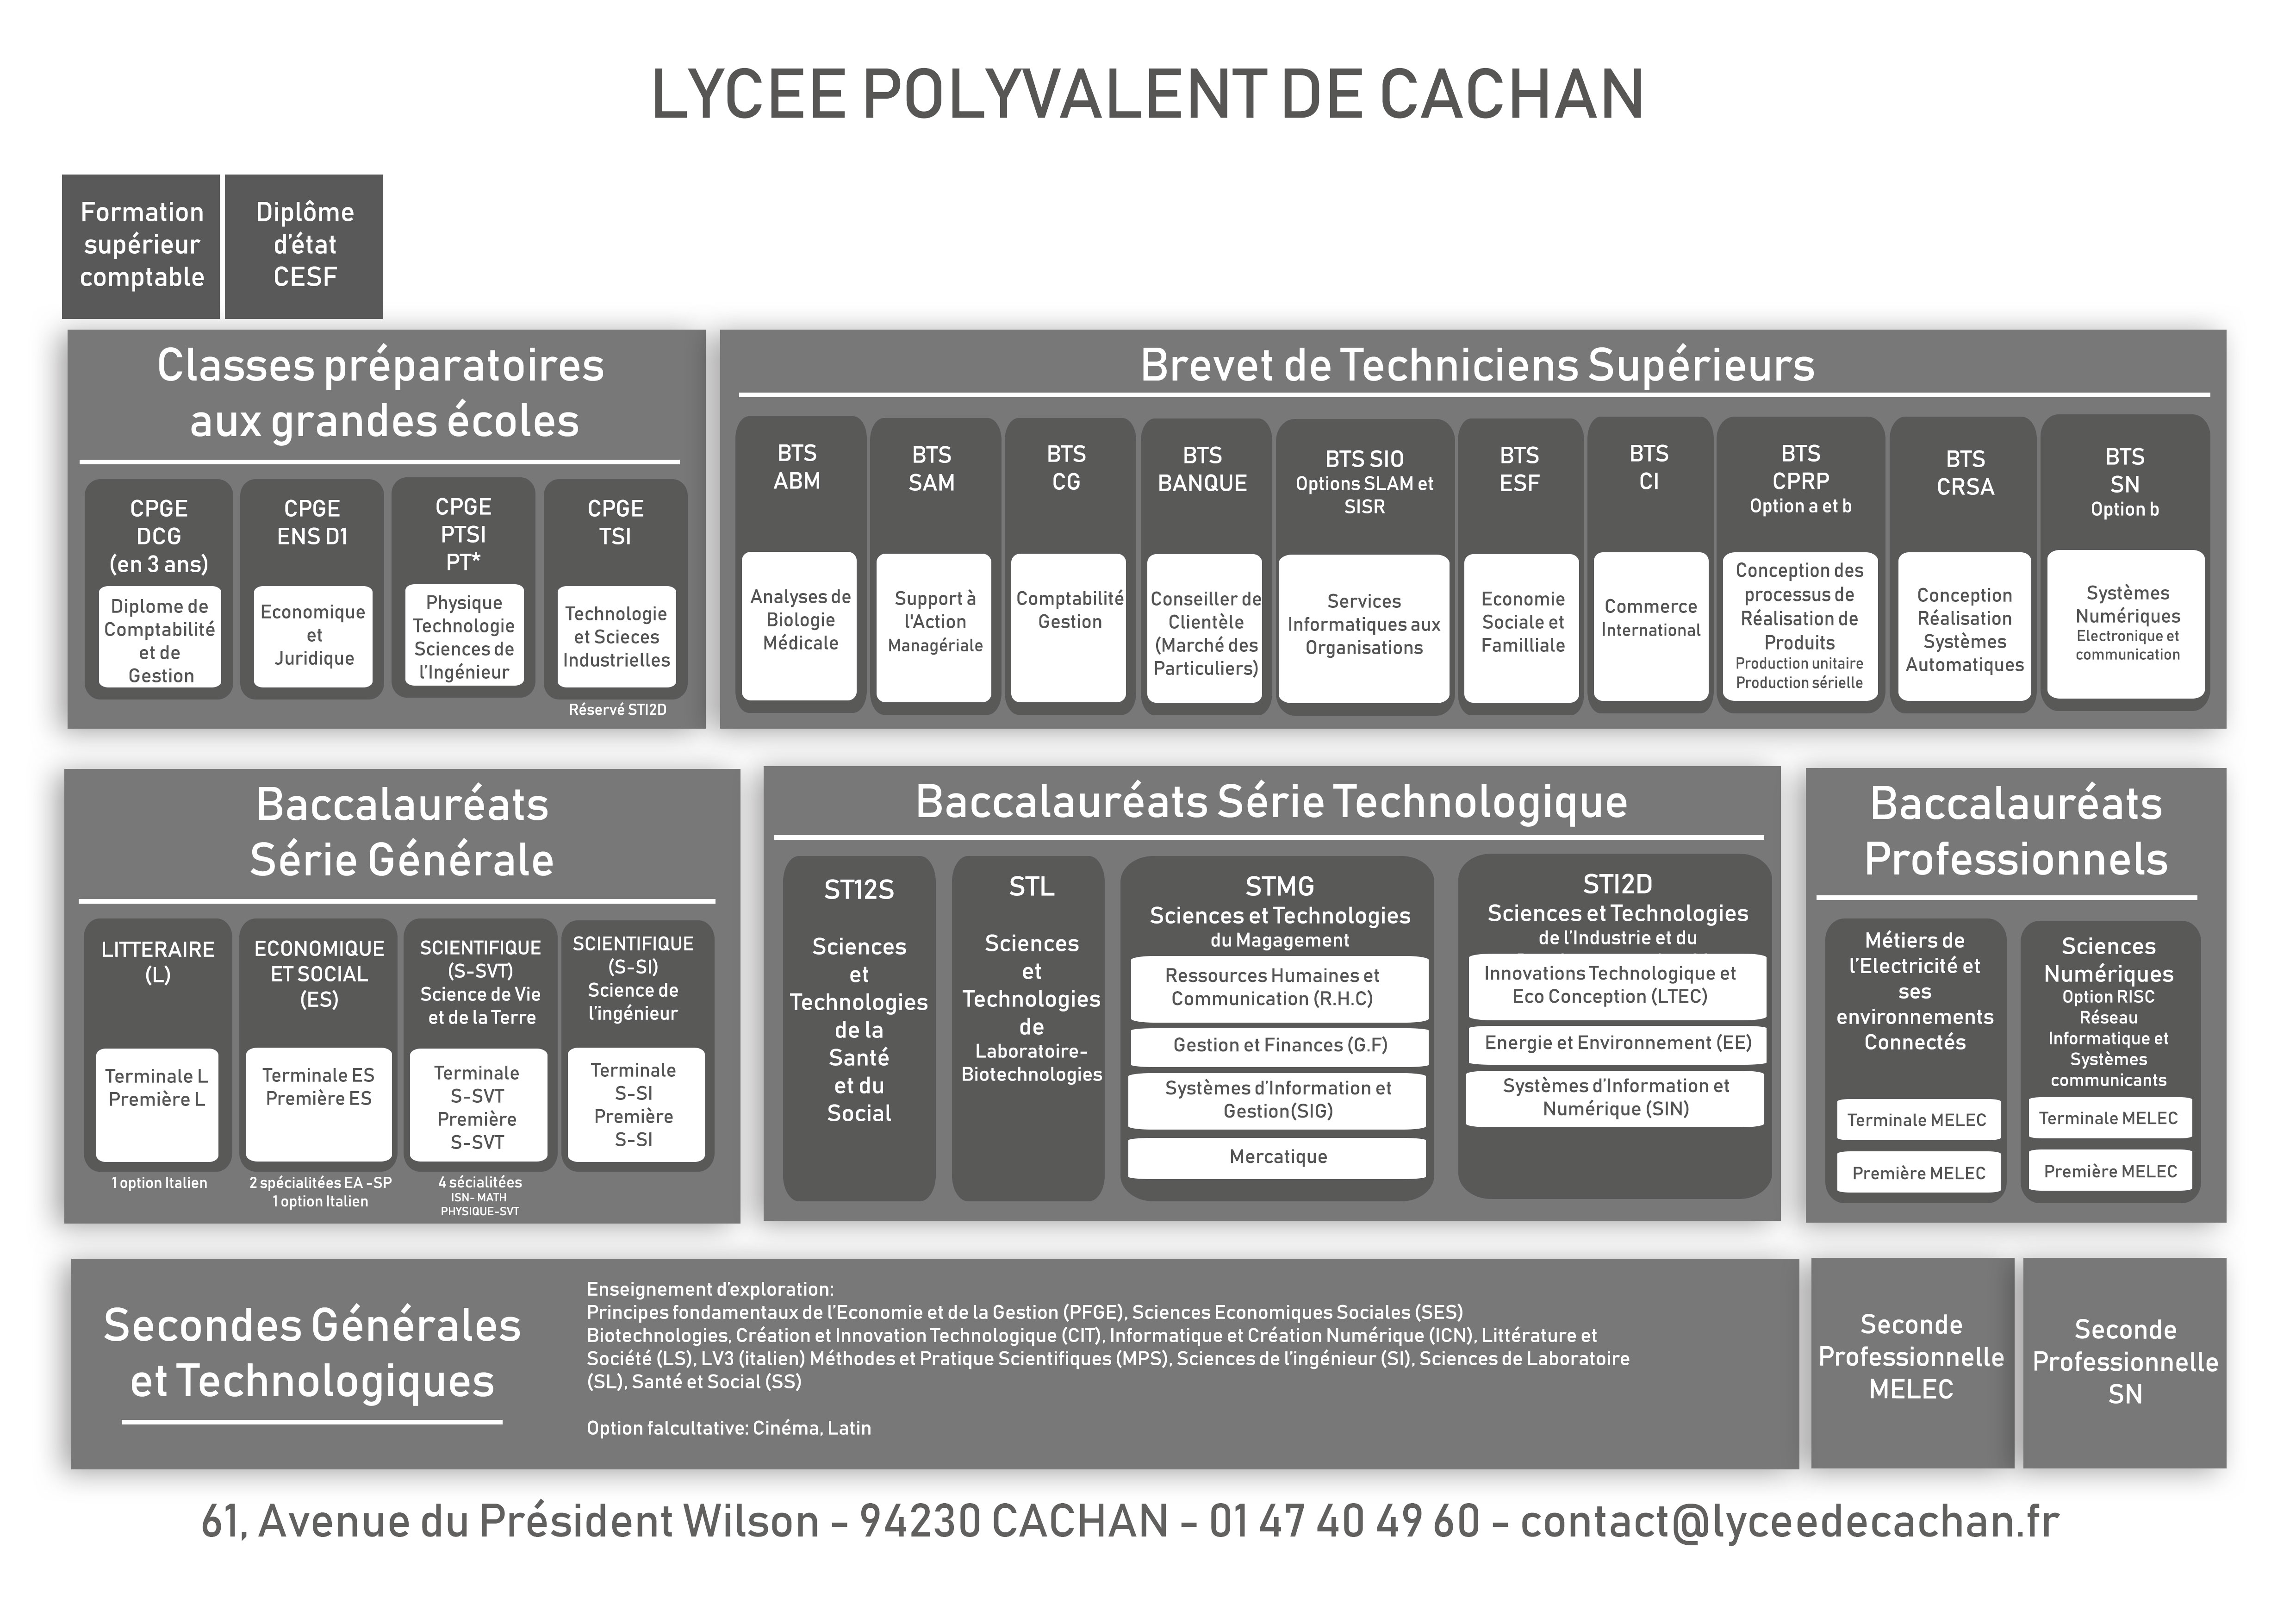 LYCEE POLYVALENT DE CACHAN
Formation
supérieur
comptable
Diplôme
d'état
CESF
Classes préparatoires
aux grandes écoles
CPGE
DCG
(en 3 ans)
Diplome de
Comptabilité
et de
Gestion
CPGE
ENS D1
Economique
et
Juridique
CPGE
PTSI
PT*
Physique
Technologie
Sciences de
l'Ingénieur
CPGE
TSI
Technologie
et Scieces
Industrielles
Réservé STI2D
Brevet de Techniciens Supérieurs
BTS
ABM
Analyses de
Biologie
Médicale
BTS
SAM
Support à
l'Action
Managériale
BTS
CG
Comptabilité
Gestion
BTS
BANQUE
Conseiller de
Clientèle
(Marché des
Particuliers)
BTS SIO
Options SLAM et
SISR
Services
Informatiques aux
Organisations
BTS
ESF
Economie
Sociale et
Familliale
BTS
CI
Commerce
International
BTS
CPRP
Option a et b
Conception des
processus de
Réalisation de
Produits
Production unitaire
Production sérielle
BTS
CRSA
Conception
Réalisation
Systèmes
Automatiques
BTS
SN
Option b
Systèmes
Numériques
Electronique et
communication
Baccalauréats
Série Générale
LITTERAIRE
(L)
Terminale L
Première L
1 option Italien
ECONOMIQUE
ET SOCIAL
(ES)
Terminale ES
Première ES
2 spécialitées EA -SP
1 option Italien
SCIENTIFIQUE
(S-SVT)
Science de Vie
et de la Terre
Terminale
S-SVT
Première
S-SVT
4 sécialitées
ISN- MATH
PHYSIQUE-SVT
SCIENTIFIQUE
(S-SI)
Science de
l'ingénieur
Terminale
S-SI
Première
S-SI
Baccalauréats Série Technologique
ST12S
Sciences
et
Technologies
de la
Santé
et du
Social
STL
Sciences
et
Technologies
de
Laboratoire-
Biotechnologies
STMG
Sciences et Technologies
du Magagement
Ressources Humaines et
Communication (R.H.C)
Gestion et Finances (G.F)
Systèmes d'Information et
Gestion(SIG)
Mercatique
STI2D
Sciences et Technologies
de l'Industrie et du
Innovations Technologique et
Eco Conception (LTEC)
Energie et Environnement (EE)
Systèmes d'Information et
Numérique (SIN)
Baccalauréats
Professionnels
Métiers de
l'Electricité et
ses
environnements
Connectés
Terminale MELEC
Première MELEC
Sciences
Numériques
Option RISC
Réseau
Informatique et
Systèmes
communicants
Terminale MELEC
Première MELEC
Secondes Générales
et Technologiques
Enseignement d'exploration:
Principes fondamentaux de l'Economie et de la Gestion (PFGE), Sciences Economiques Sociales (SES)
Biotechnologies, Création et Innovation Technologique (CIT), Informatique et Création Numérique (ICN), Littérature et
Société (LS), LV3 (italien) Méthodes et Pratique Scientifiques (MPS), Sciences de l'ingénieur (SI), Sciences de Laboratoire
(SL), Santé et Social (SS)
Option falcultative: Cinéma, Latin
Seconde
Professionnelle
MELEC
Seconde
Professionnelle
SN
61, Avenue du Président Wilson - 94230 CACHAN - 01 47 40 49 60 - contact@lyceedecachan.fr